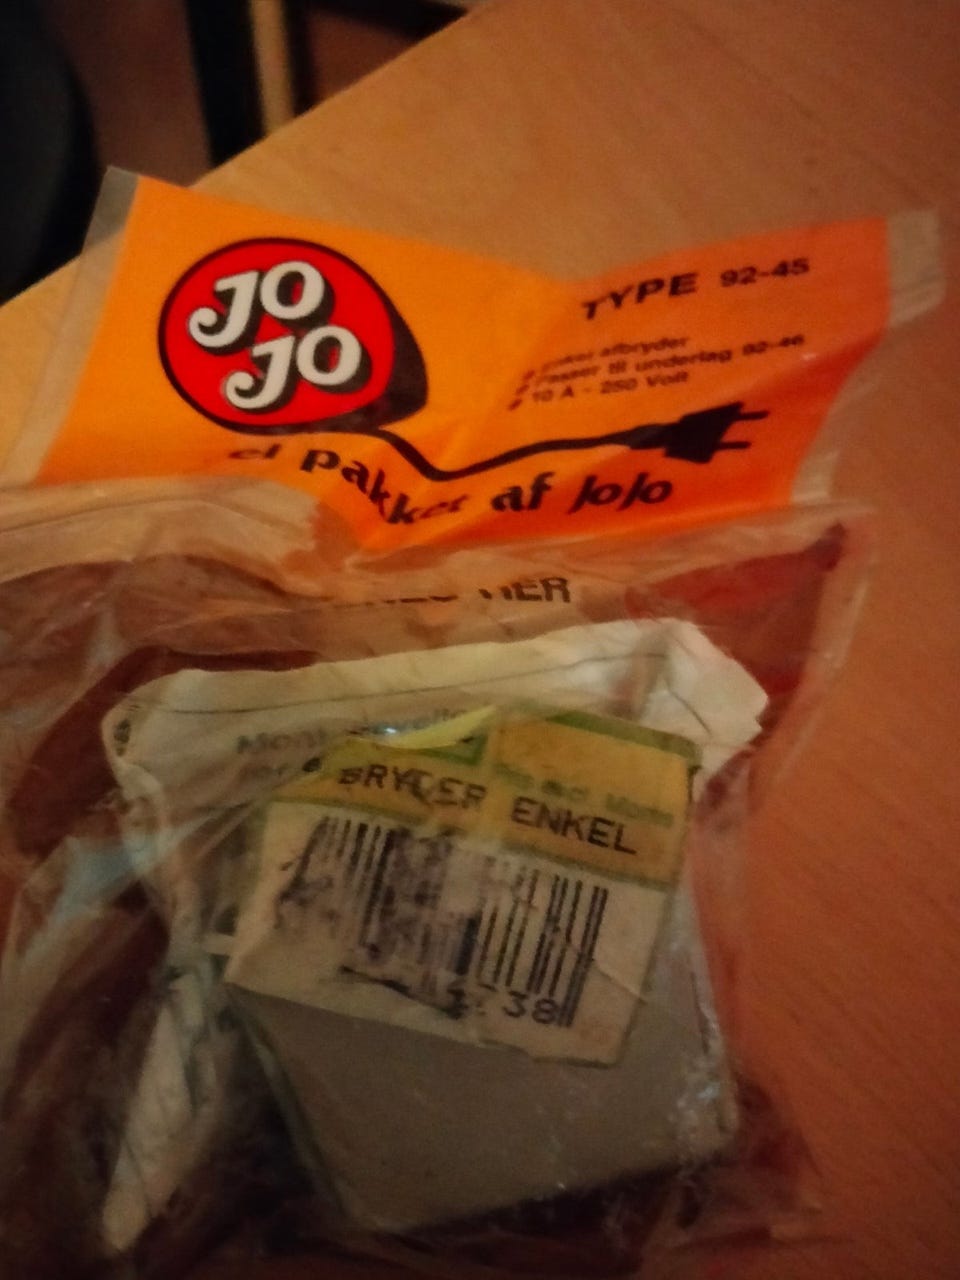 JO
JO
TYPE 92-45
enkel afbryder
Passer til underlag 92-46
10 A - 250 Volt
el pakker af JoJo
HER
BRYDER ENKEL
38